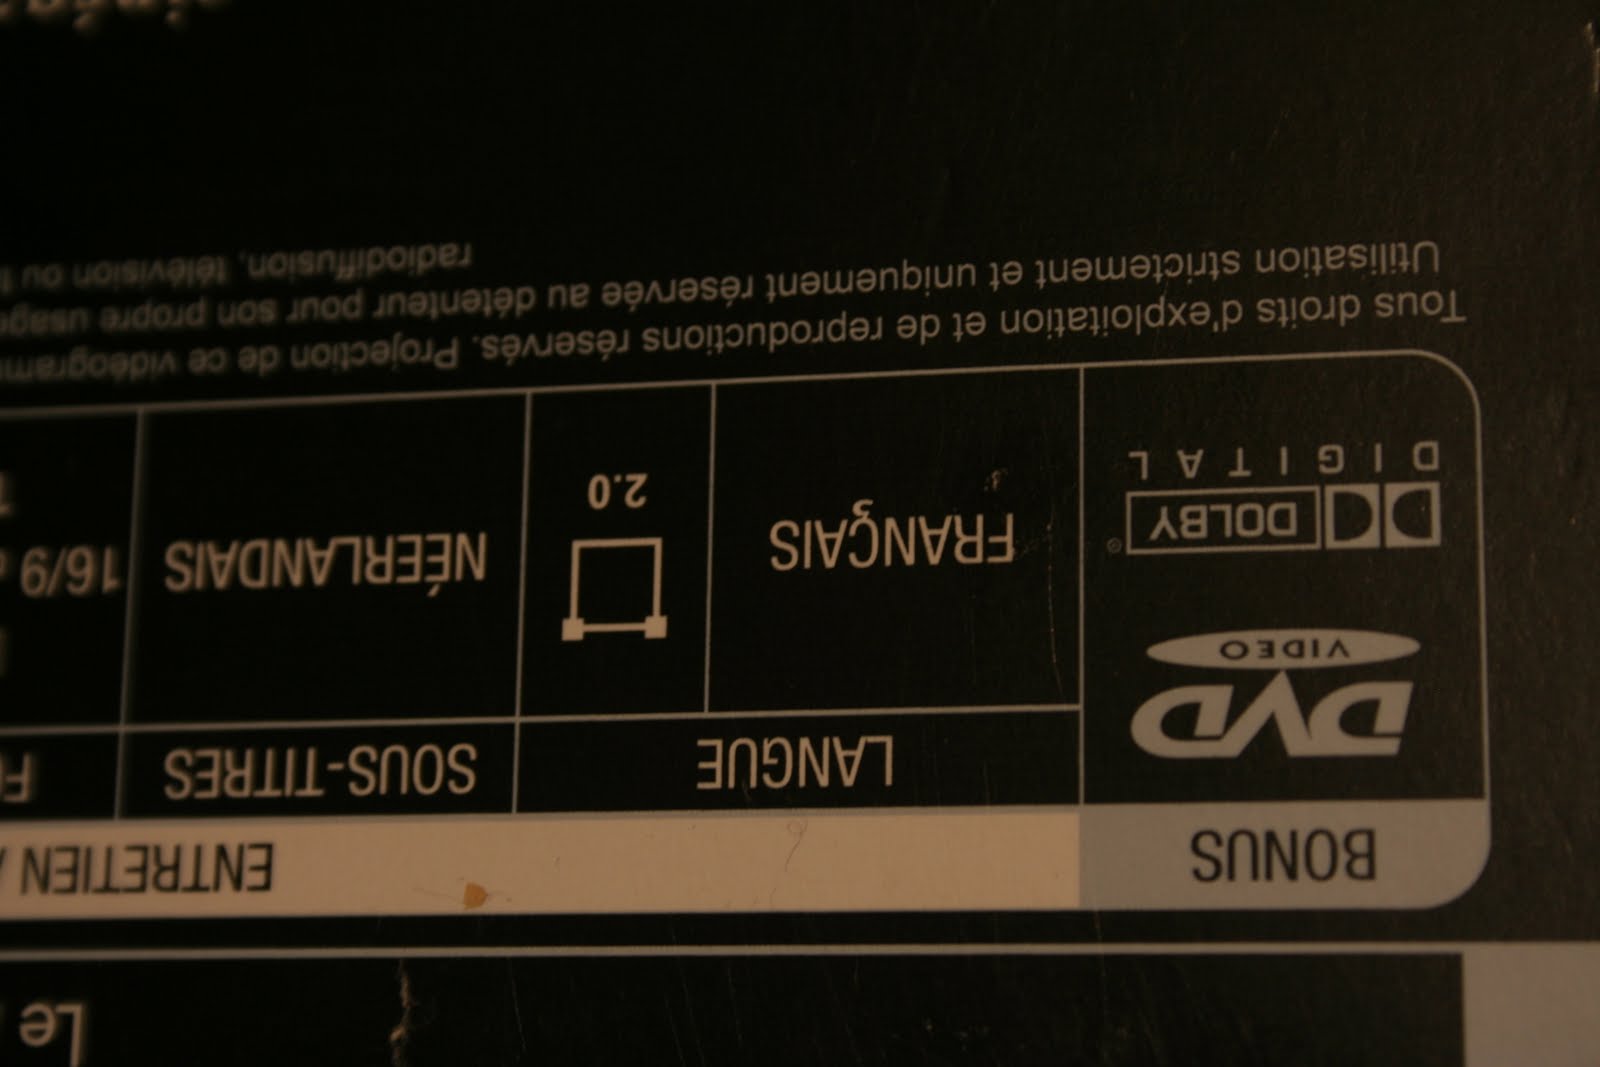 Le
BONUS ENTRETIEN
DVD
VIDEO
DOLBY
DIGITAL
LANGUE SOUS-TITRES
FRANÇAIS 2.0 NÉERLANDAIS 16/9
Tous droits d'exploitation et de reproductions réservés. Projection de ce
Utilisation strictement et uniquement réservée au détenteur pour son propre
radiodiffusion, télévision ou